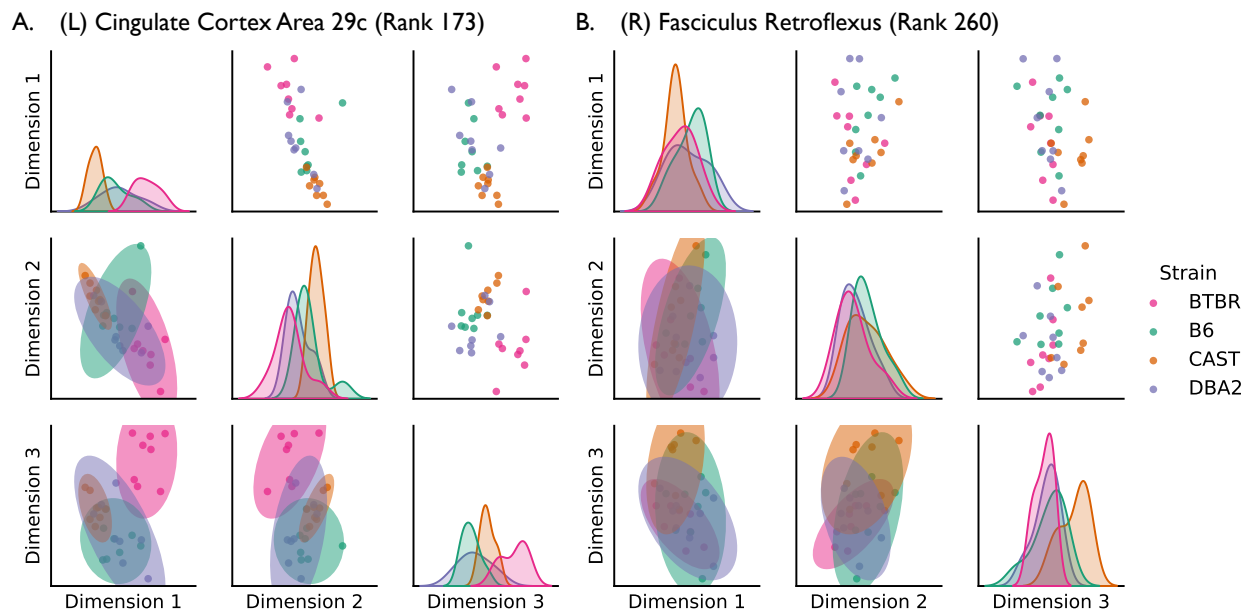 A. (L) Cingulate Cortex Area 29c (Rank 173)
B. (R) Fasciculus Retroflexus (Rank 260)
Dimension 1
Dimension 1
Dimension 2
Dimension 2
Strain
BTBR
B6
CAST
DBA2
Dimension 3
Dimension 3
Dimension 1
Dimension 2
Dimension 3
Dimension 1
Dimension 2
Dimension 3